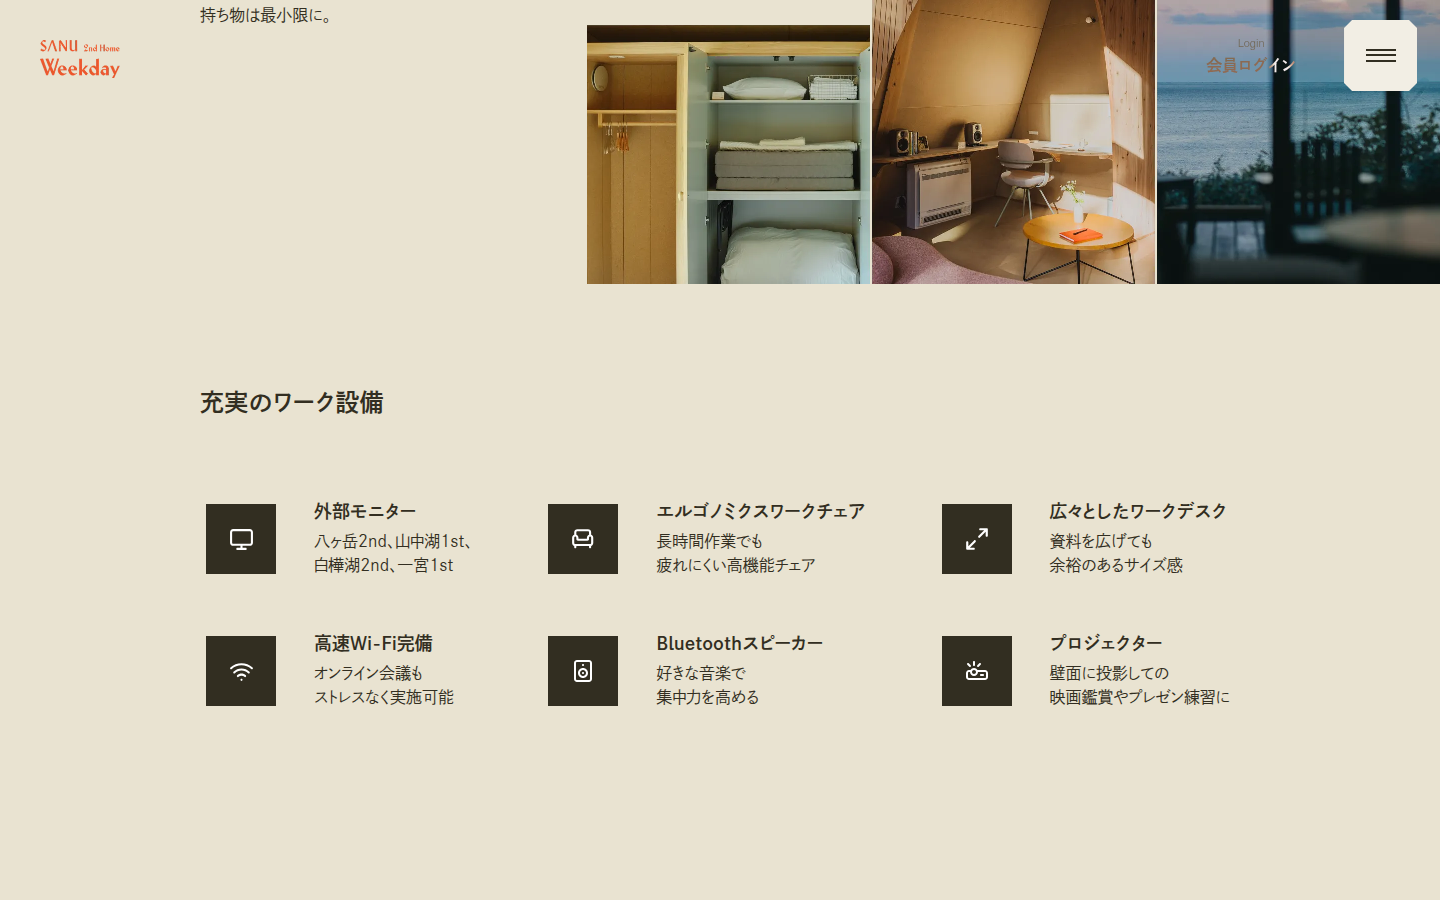 持ち物は最小限に。
SANU 2nd Home
Weekday
Login
会員ログイン
充実のワーク設備
外部モニター
八ヶ岳2nd、山中湖1st、
白樺湖2nd、一宮1st
エルゴノミクスワークチェア
長時間作業でも
疲れにくい高機能チェア
広々としたワークデスク
資料を広げても
余裕のあるサイズ感
高速Wi-Fi完備
オンライン会議も
ストレスなく実施可能
Bluetoothスピーカー
好きな音楽で
集中力を高める
プロジェクター
壁面に投影しての
映画鑑賞やプレゼン練習に